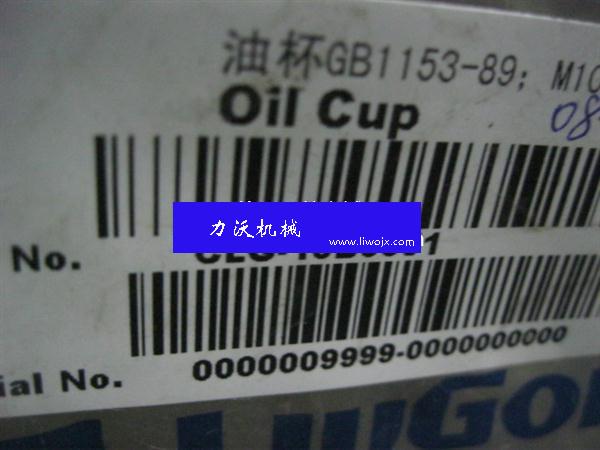 油杯GB1153-89; M10
Oil Cup
08
力沃机械
www.liwojx.com
No.
0000009999-0000000000
ial No.
LiuGon